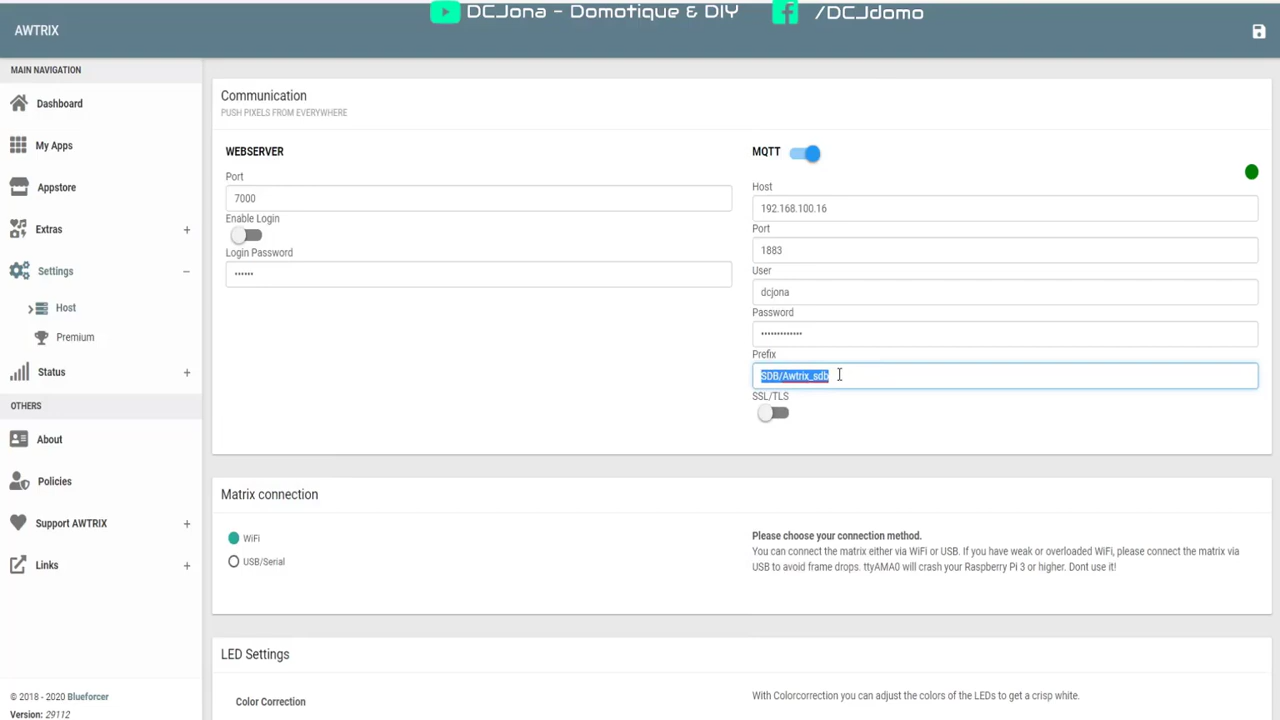 DCJona - Domotique & DIY
/DCJdomo
AWTRIX
MAIN NAVIGATION
Dashboard
My Apps
Appstore
Extras +
Settings −
Host
Premium
Status +
OTHERS
About
Policies
Support AWTRIX +
Links +
© 2018 - 2020 Blueforcer
Version: 29112
Communication
PUSH PIXELS FROM EVERYWHERE
WEBSERVER
Port
7000
Enable Login
Login Password
••••••
MQTT
Host
192.168.100.16
Port
1883
User
dcjona
Password
•••••••••••••
Prefix
SDB/Awtrix_sdb
SSL/TLS
Matrix connection
WiFi
USB/Serial
Please choose your connection method.
You can connect the matrix either via WiFi or USB. If you have weak or overloaded WiFi, please connect the matrix via
USB to avoid frame drops. ttyAMA0 will crash your Raspberry Pi 3 or higher. Dont use it!
LED Settings
Color Correction
With Colorcorrection you can adjust the colors of the LEDs to get a crisp white.